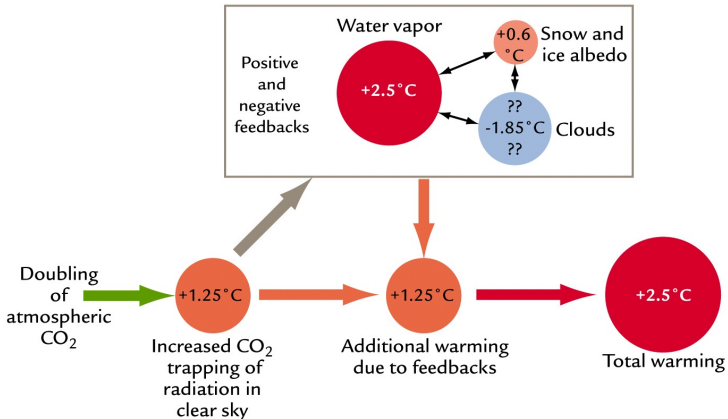 Water vapor
+0.6
°C
Snow and
ice albedo
Positive
and
negative
feedbacks
+2.5°C
??
-1.85°C
??
Clouds
Doubling
of
atmospheric
CO₂
+1.25°C
Increased CO₂
trapping of
radiation in
clear sky
+1.25°C
Additional warming
due to feedbacks
+2.5°C
Total warming